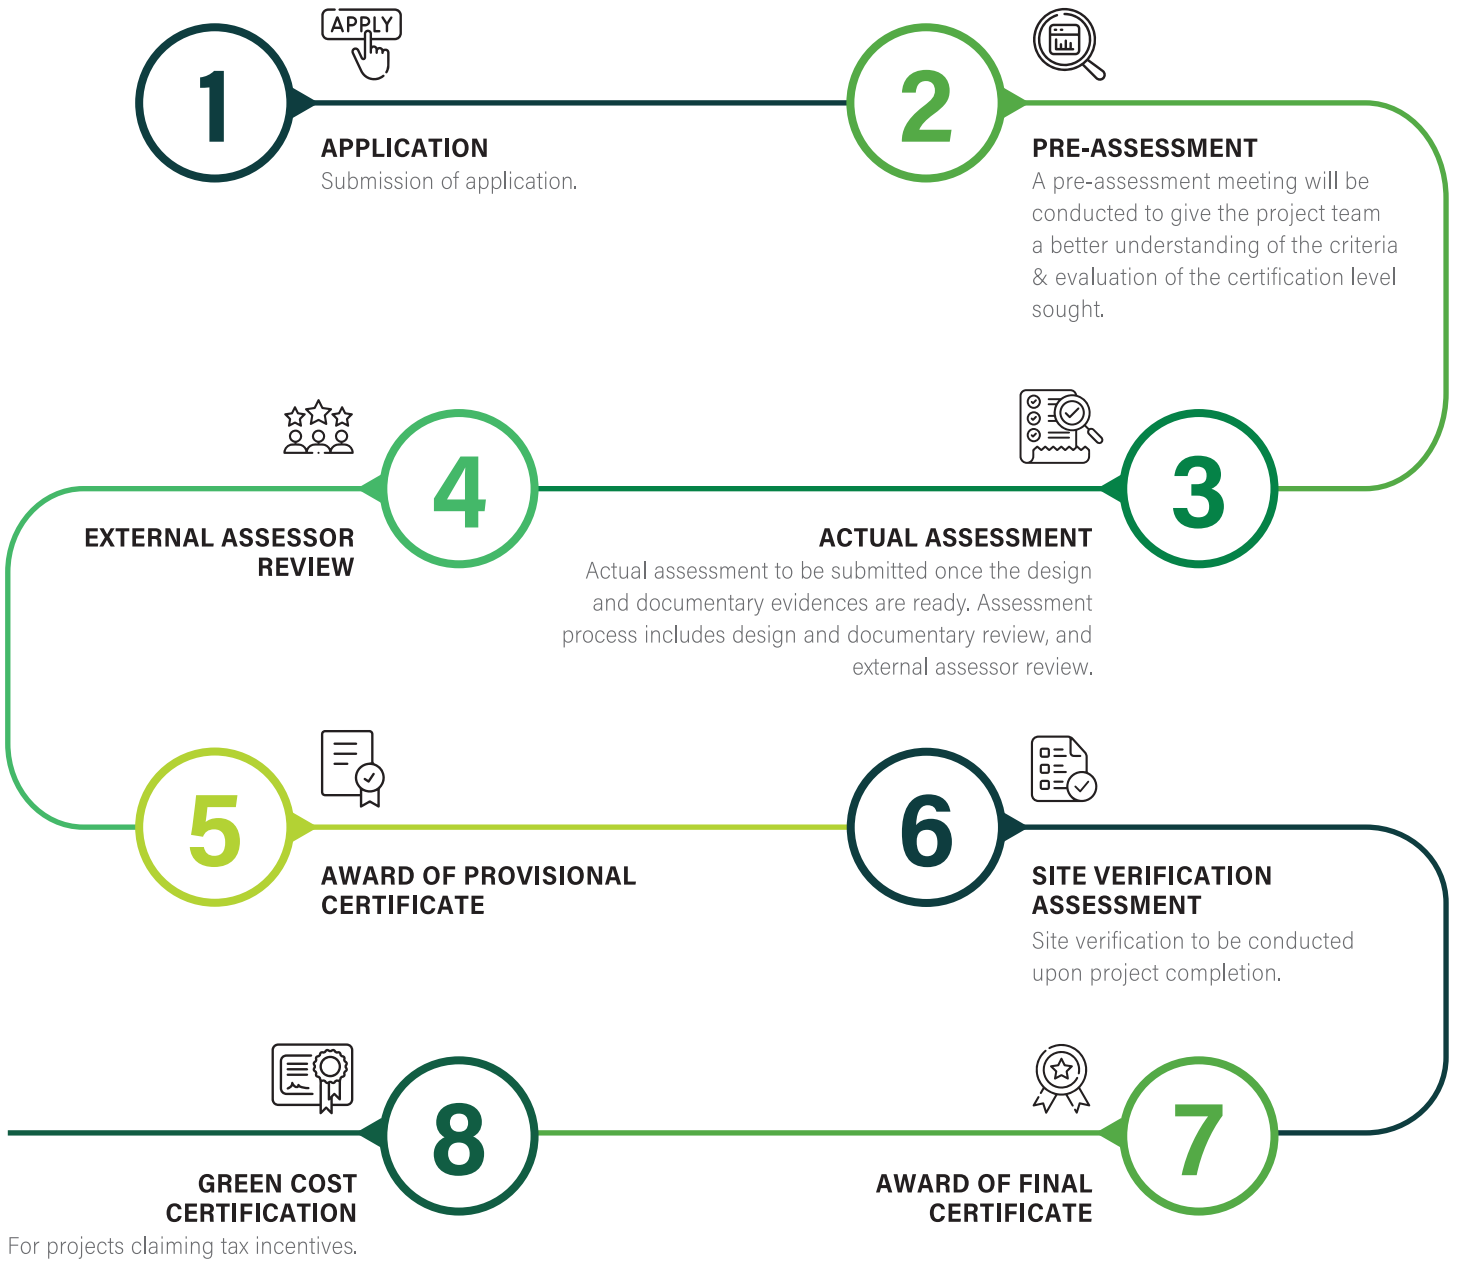 APPLY
1
APPLICATION
Submission of application.
2
PRE-ASSESSMENT
A pre-assessment meeting will be
conducted to give the project team
a better understanding of the criteria
& evaluation of the certification level
sought.
3
ACTUAL ASSESSMENT
Actual assessment to be submitted once the design
and documentary evidences are ready. Assessment
process includes design and documentary review, and
external assessor review.
4
EXTERNAL ASSESSOR
REVIEW
5
AWARD OF PROVISIONAL
CERTIFICATE
6
SITE VERIFICATION
ASSESSMENT
Site verification to be conducted
upon project completion.
7
AWARD OF FINAL
CERTIFICATE
8
GREEN COST
CERTIFICATION
For projects claiming tax incentives.